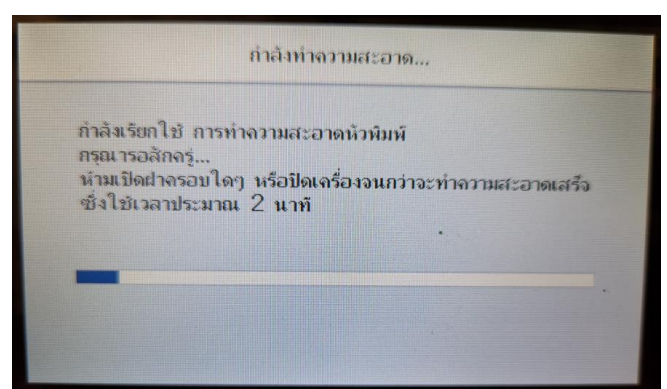 กำลังทำความสะอาด...
กำลังเรียกใช้ การทำความสะอาดหัวพิมพ์
กรุณารอสักครู่...
ห้ามเปิดฝาครอบใดๆ หรือปิดเครื่องจนกว่าจะทำความสะอาดเสร็จ
ซึ่งใช้เวลาประมาณ 2 นาที